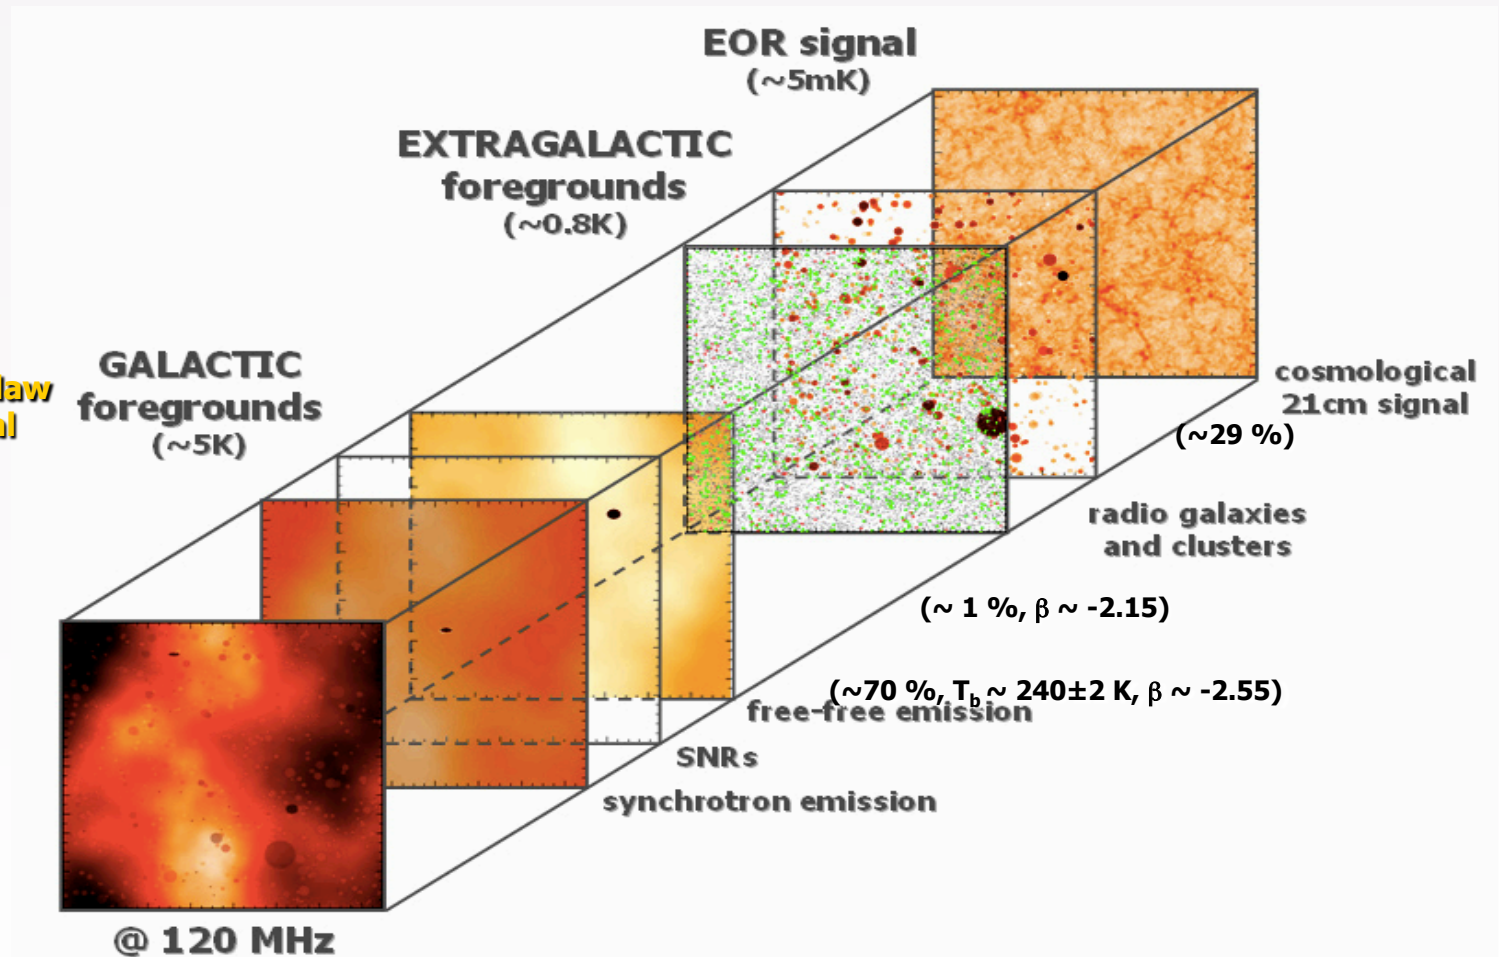 EOR signal
(~5mK)
EXTRAGALACTIC
foregrounds
(~0.8K)
GALACTIC
foregrounds
(~5K)
law
al
cosmological
21cm signal
(~29 %)
radio galaxies
and clusters
(~ 1 %, β ~ -2.15)
(~70 %, Tb ~ 240±2 K, β ~ -2.55)
free-free emission
SNRs
synchrotron emission
@ 120 MHz